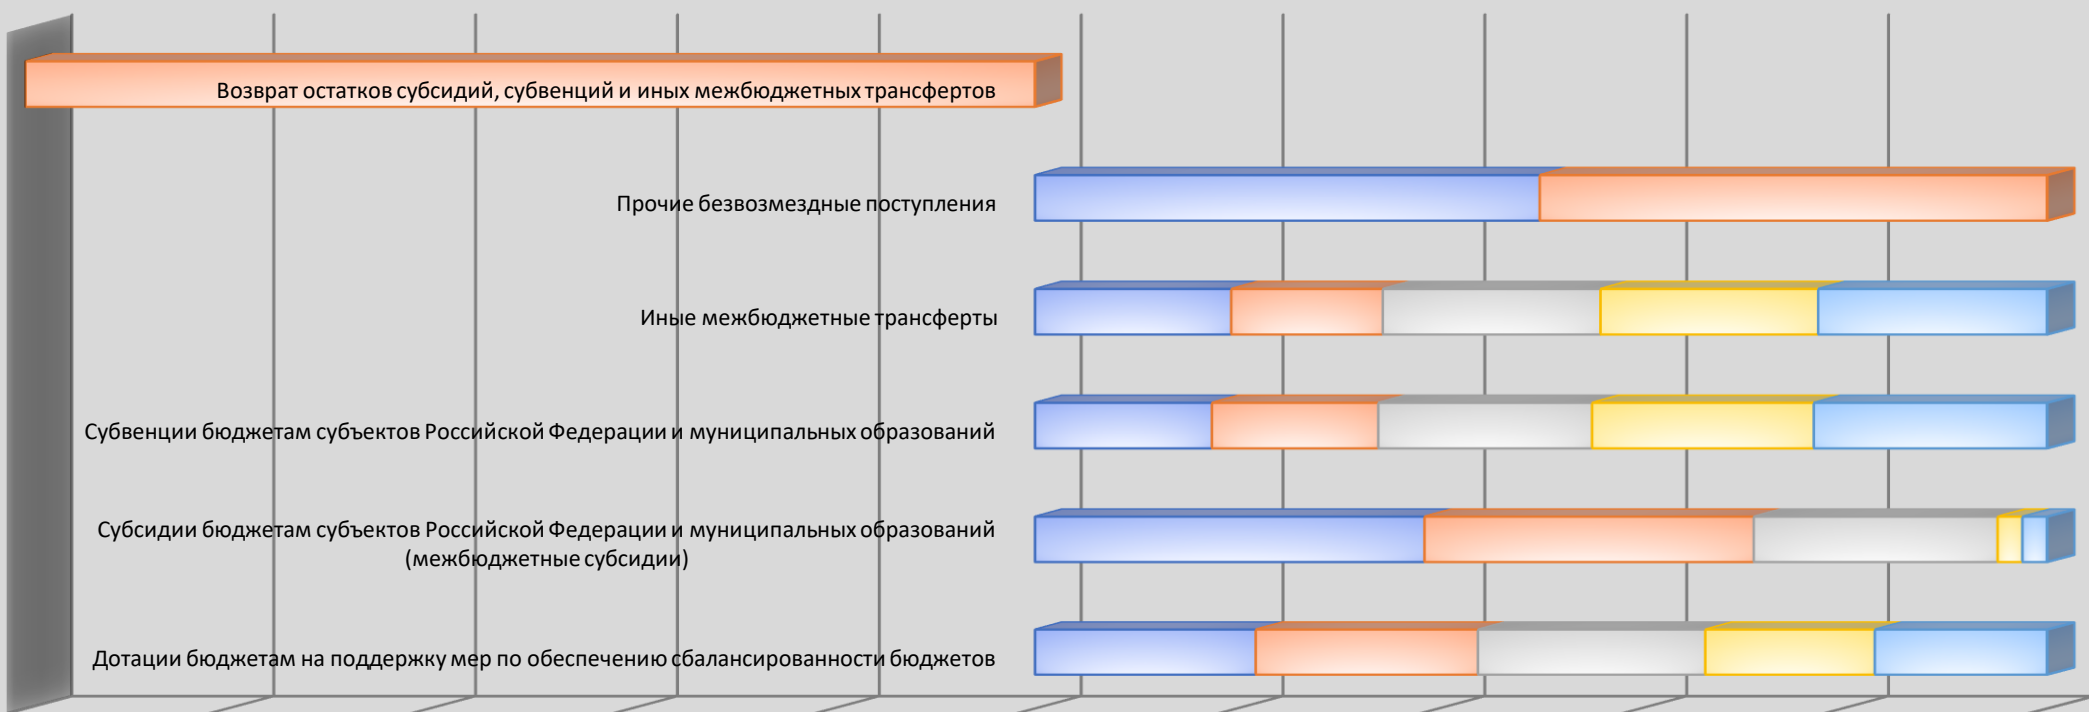 Возврат остатков субсидий, субвенций и иных межбюджетных трансфертов
Прочие безвозмездные поступления
Иные межбюджетные трансферты
Субвенции бюджетам субъектов Российской Федерации и муниципальных образований
Субсидии бюджетам субъектов Российской Федерации и муниципальных образований
(межбюджетные субсидии)
Дотации бюджетам на поддержку мер по обеспечению сбалансированности бюджетов